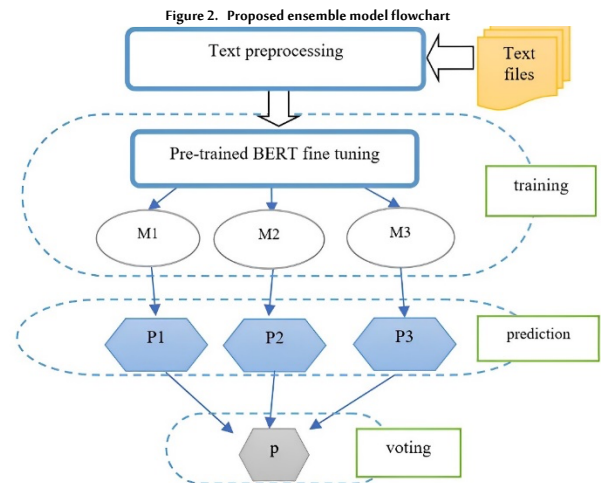 Figure 2. Proposed ensemble model flowchart
Text preprocessing
Text
files
Pre-trained BERT fine tuning
training
M1
M2
M3
P1
P2
P3
prediction
p
voting